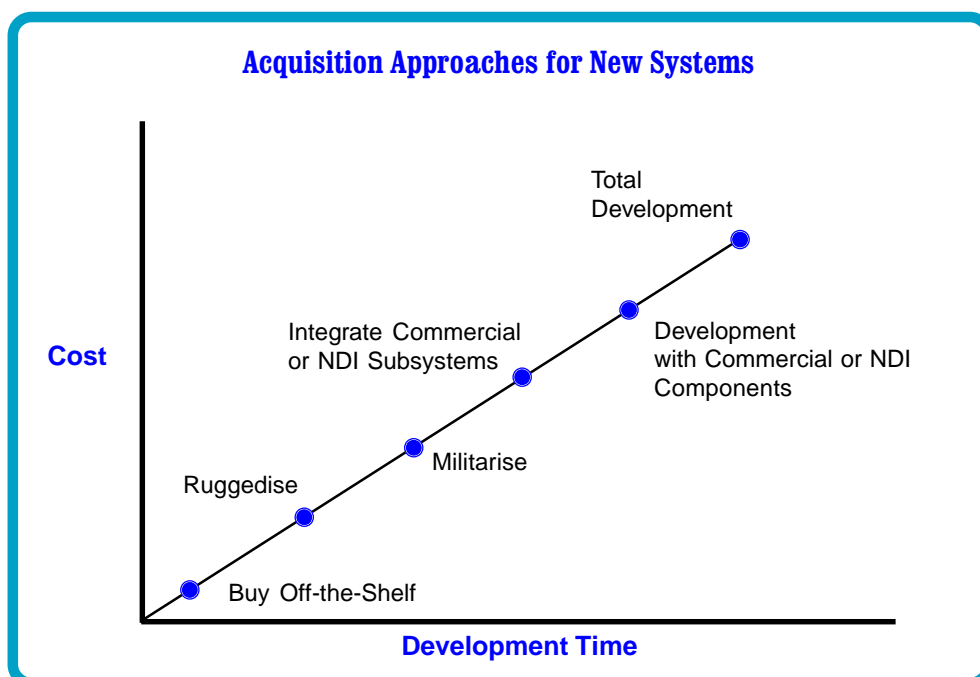 Acquisition Approaches for New Systems
Total
Development
Integrate Commercial
or NDI Subsystems
Development
with Commercial or NDI
Components
Cost
Militarise
Ruggedise
Buy Off-the-Shelf
Development Time